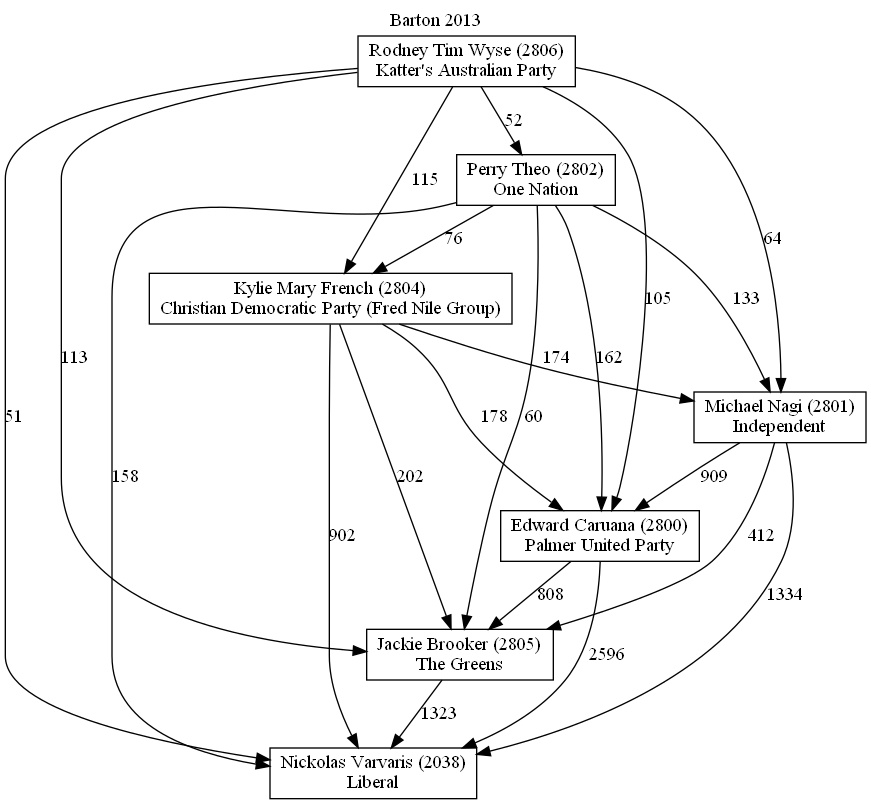 Barton 2013
Rodney Tim Wyse (2806)
Katter's Australian Party
52
Perry Theo (2802)
One Nation
115
76
64
Kylie Mary French (2804)
Christian Democratic Party (Fred Nile Group)
105
133
113
174
162
Michael Nagi (2801)
Independent
51
178
60
158
202
909
Edward Caruana (2800)
Palmer United Party
902
412
808
1334
Jackie Brooker (2805)
The Greens
2596
1323
Nickolas Varvaris (2038)
Liberal